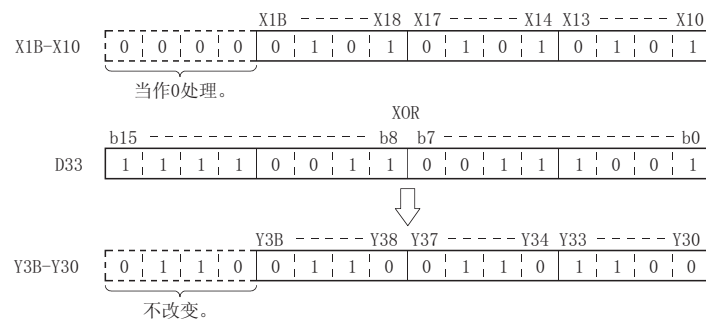 X1B X18 X17 X14 X13 X10
X1B-X10 0 0 0 0 0 1 0 1 0 1 0 1 0 1 0 1
当作0处理。
XOR
b15 b8 b7 b0
D33 1 1 1 1 0 0 1 1 0 0 1 1 1 0 0 1
Y3B Y38 Y37 Y34 Y33 Y30
Y3B-Y30 0 1 1 0 0 1 1 0 0 1 1 0 1 1 0 0
不改变。